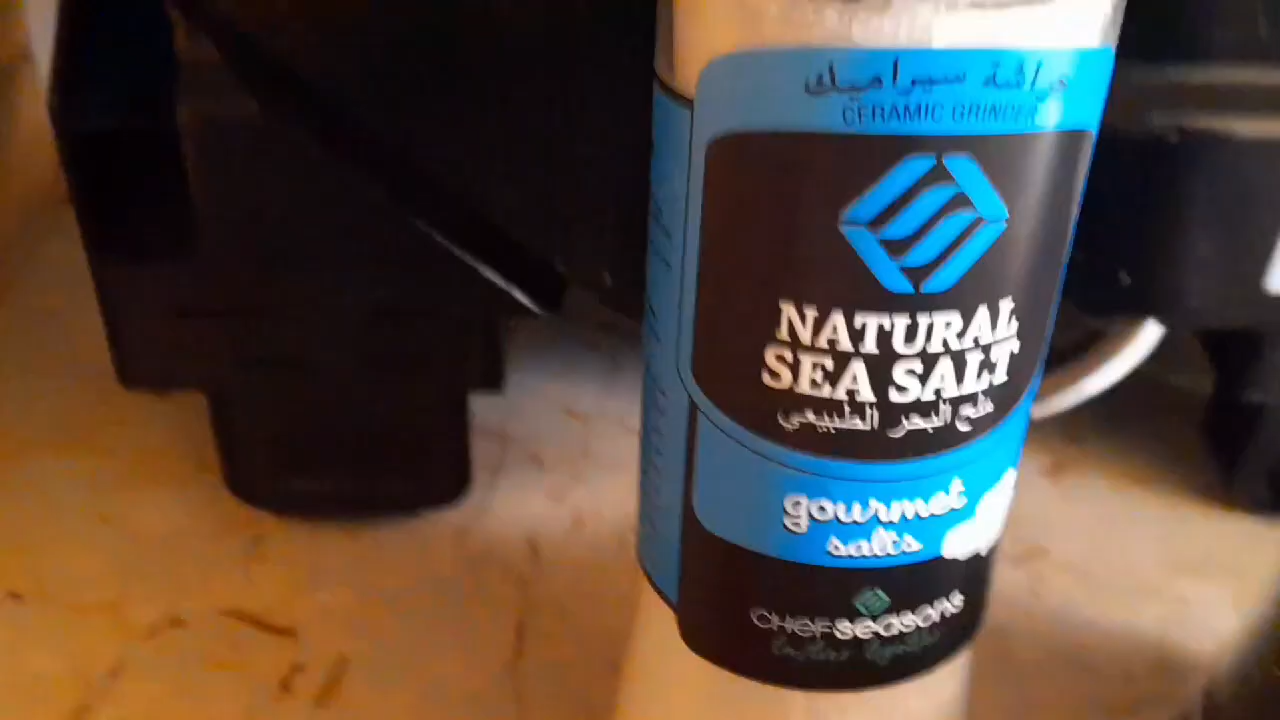 مطحنة سيراميك
CERAMIC GRINDER
NATURAL
SEA SALT
ملح البحر الطبيعي
gourmet
salts
CHEFSEASONS